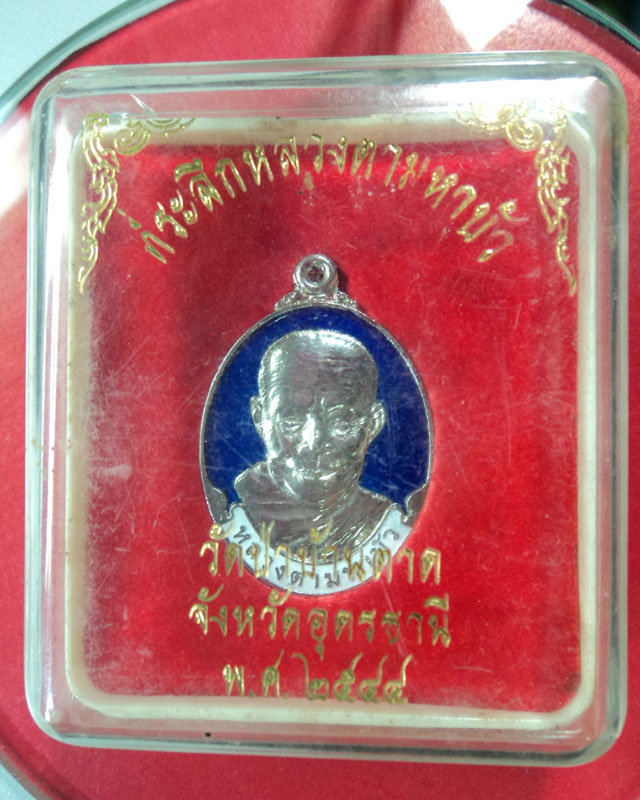 ที่ระลึกหลวงตามหาบัว
หลวงตามหาบัว
วัดป่าบ้านตาด
จังหวัดอุดรธานี
พ.ศ. ๒๕๔๔